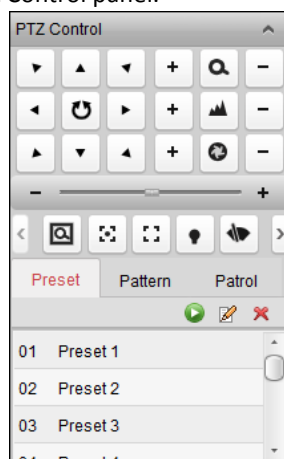 Control panel.
PTZ Control
Preset Pattern Patrol
01 Preset 1
02 Preset 2
03 Preset 3